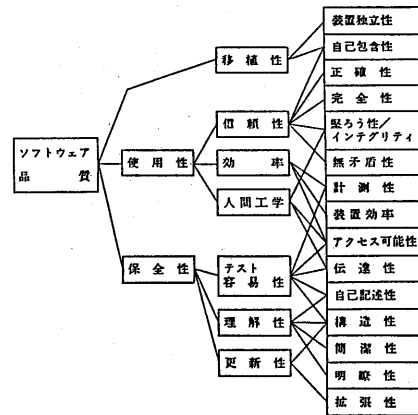 ソフトウェア
品質
移植性
使用性
保全性
信頼性
効率
人間工学
テスト
容易性
理解性
更新性
装置独立性
自己包含性
正確性
完全性
堅ろう性/
インテグリティ
無矛盾性
計測性
装置効率
アクセス可能性
伝達性
自己記述性
構造性
簡潔性
明瞭性
拡張性